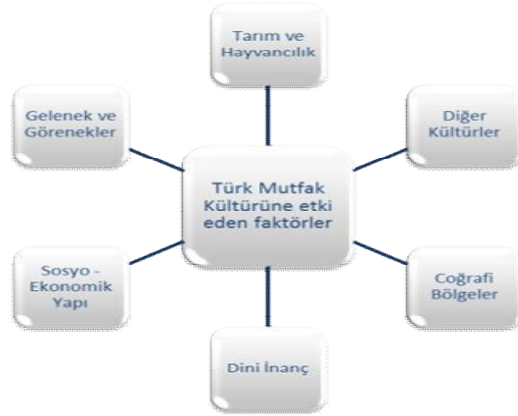 Tarım ve
Hayvancılık
Gelenek ve
Görenekler
Diğer
Kültürler
Türk Mutfak
Kültürüne etki
eden faktörler
Sosyo -
Ekonomik
Yapı
Coğrafi
Bölgeler
Dini İnanç